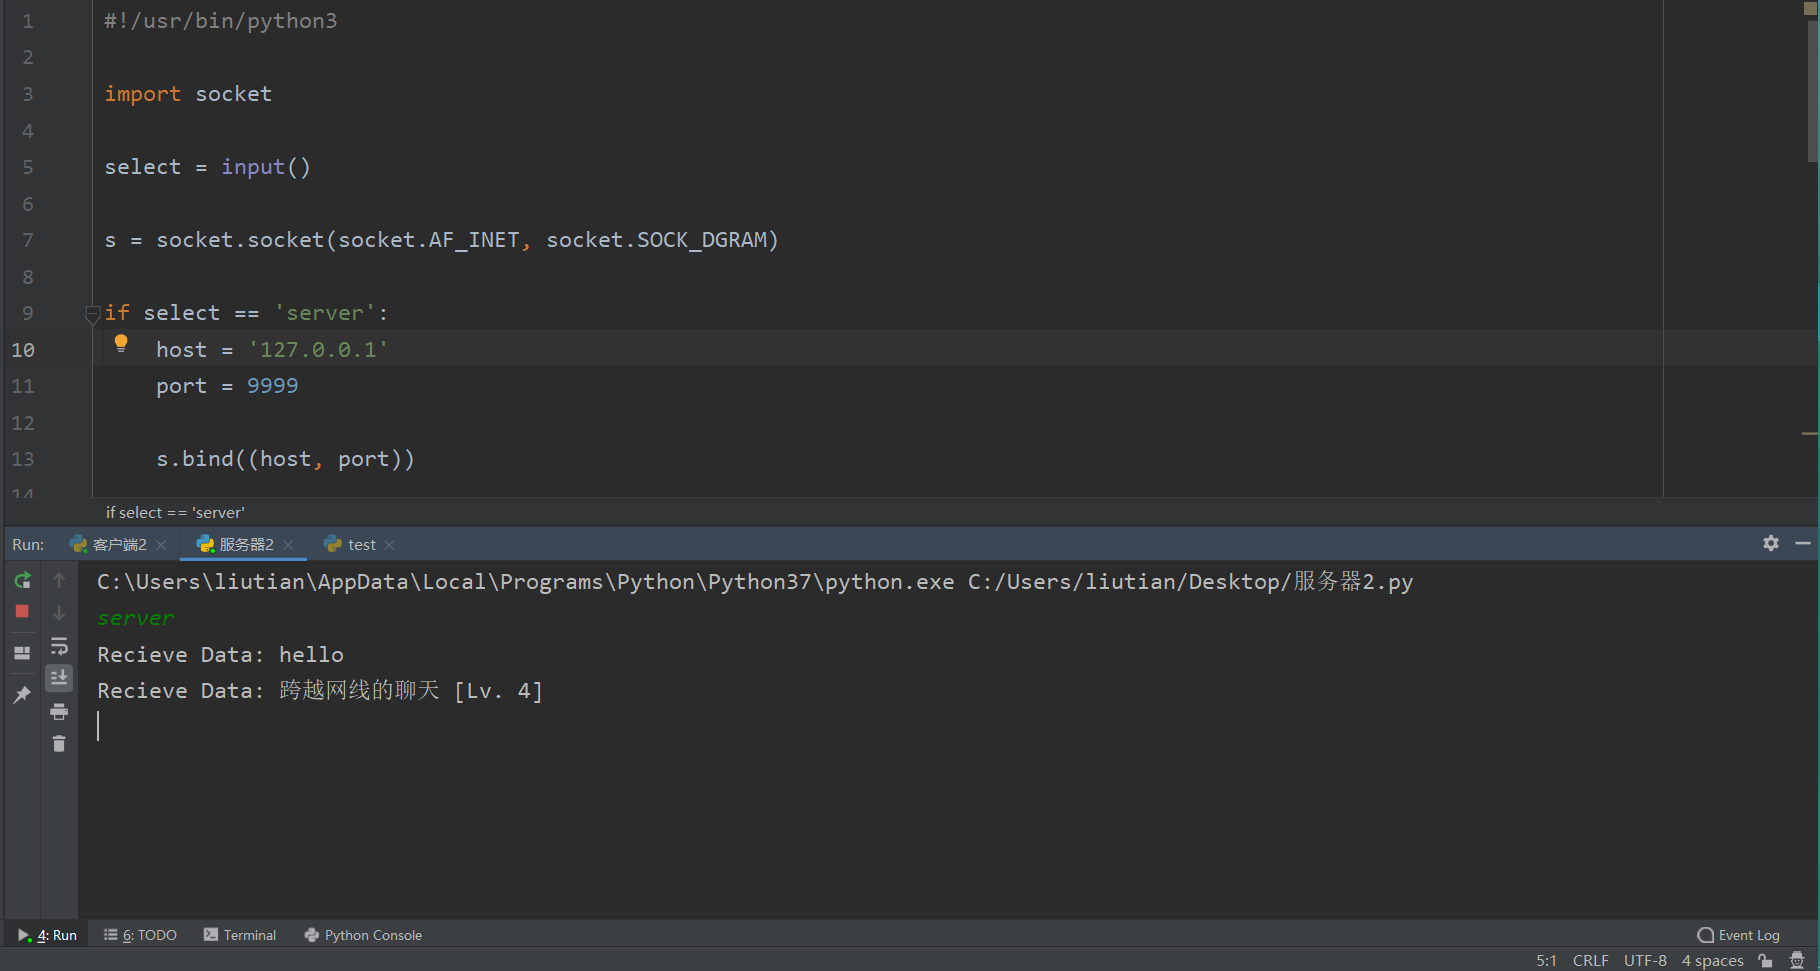 1 #!/usr/bin/python3
2
3 import socket
4
5 select = input()
6
7 s = socket.socket(socket.AF_INET, socket.SOCK_DGRAM)
8
9 if select == 'server':
10 host = '127.0.0.1'
11 port = 9999
12
13 s.bind((host, port))
14
if select == 'server'
Run: 客户端2 服务器2 test
C:\Users\liutian\AppData\Local\Programs\Python\Python37\python.exe C:/Users/liutian/Desktop/服务器2.py
server
Recieve Data: hello
Recieve Data: 跨越网线的聊天 [Lv. 4]
4: Run 6: TODO Terminal Python Console Event Log
5:1 CRLF UTF-8 4 spaces